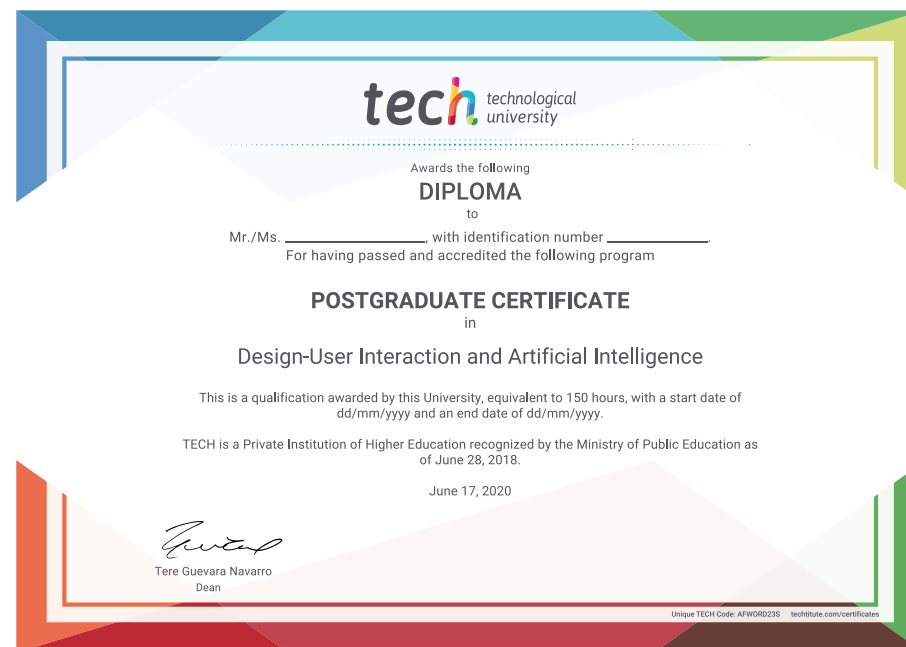 tech technological
university
Awards the following
DIPLOMA
to
Mr./Ms. ____________________, with identification number ______________.
For having passed and accredited the following program
POSTGRADUATE CERTIFICATE
in
Design-User Interaction and Artificial Intelligence
This is a qualification awarded by this University, equivalent to 150 hours, with a start date of
dd/mm/yyyy and an end date of dd/mm/yyyy.
TECH is a Private Institution of Higher Education recognized by the Ministry of Public Education as
of June 28, 2018.
June 17, 2020
Tere Guevara Navarro
Dean
Unique TECH Code: AFWORD23S techtitute.com/certificates